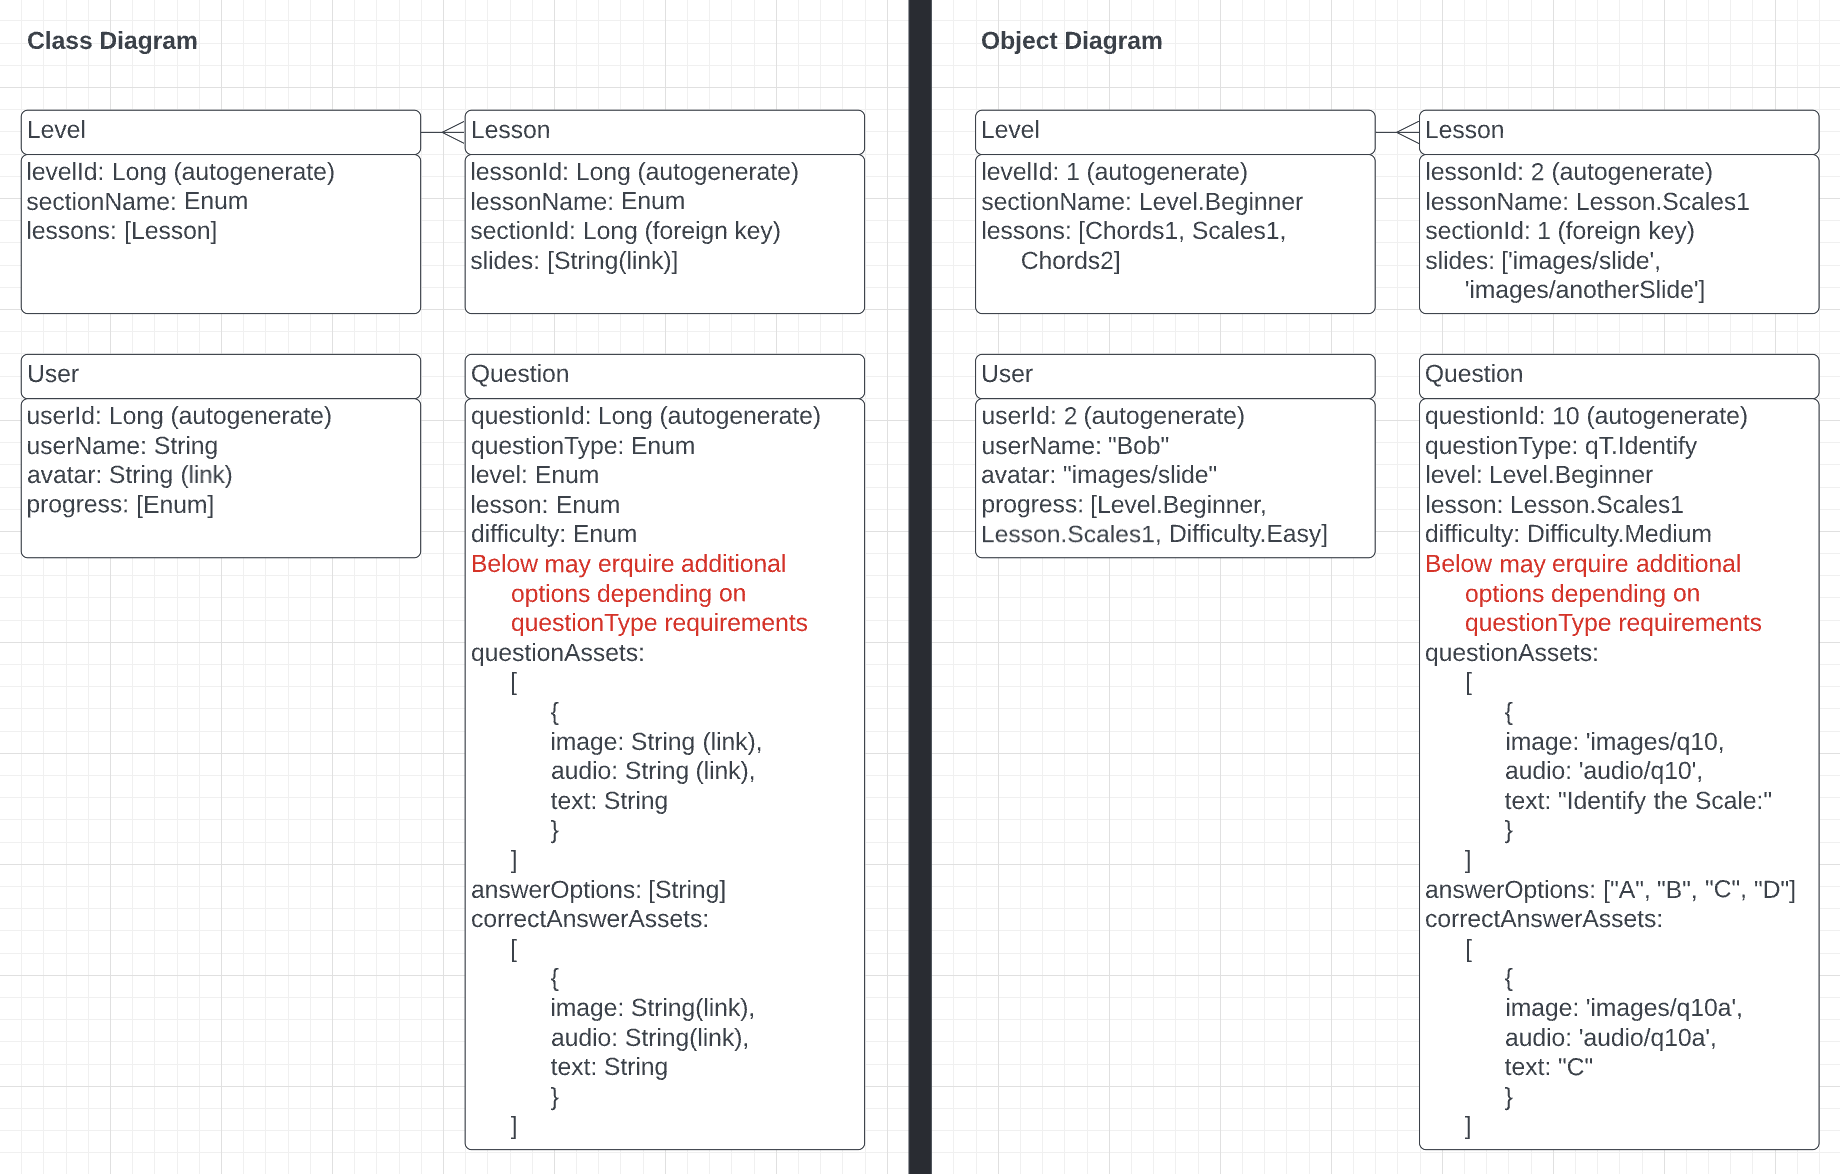 Class Diagram
Level
levelId: Long (autogenerate)
sectionName: Enum
lessons: [Lesson]
Lesson
lessonId: Long (autogenerate)
lessonName: Enum
sectionId: Long (foreign key)
slides: [String(link)]
User
userId: Long (autogenerate)
userName: String
avatar: String (link)
progress: [Enum]
Question
questionId: Long (autogenerate)
questionType: Enum
level: Enum
lesson: Enum
difficulty: Enum
Below may erquire additional
options depending on
questionType requirements
questionAssets:
[
{
image: String (link),
audio: String (link),
text: String
}
]
answerOptions: [String]
correctAnswerAssets:
[
{
image: String(link),
audio: String(link),
text: String
}
]
Object Diagram
Level
levelId: 1 (autogenerate)
sectionName: Level.Beginner
lessons: [Chords1, Scales1,
Chords2]
Lesson
lessonId: 2 (autogenerate)
lessonName: Lesson.Scales1
sectionId: 1 (foreign key)
slides: ['images/slide',
'images/anotherSlide']
User
userId: 2 (autogenerate)
userName: "Bob"
avatar: "images/slide"
progress: [Level.Beginner,
Lesson.Scales1, Difficulty.Easy]
Question
questionId: 10 (autogenerate)
questionType: qT.Identify
level: Level.Beginner
lesson: Lesson.Scales1
difficulty: Difficulty.Medium
Below may erquire additional
options depending on
questionType requirements
questionAssets:
[
{
image: 'images/q10,
audio: 'audio/q10',
text: "Identify the Scale:"
}
]
answerOptions: ["A", "B", "C", "D"]
correctAnswerAssets:
[
{
image: 'images/q10a',
audio: 'audio/q10a',
text: "C"
}
]